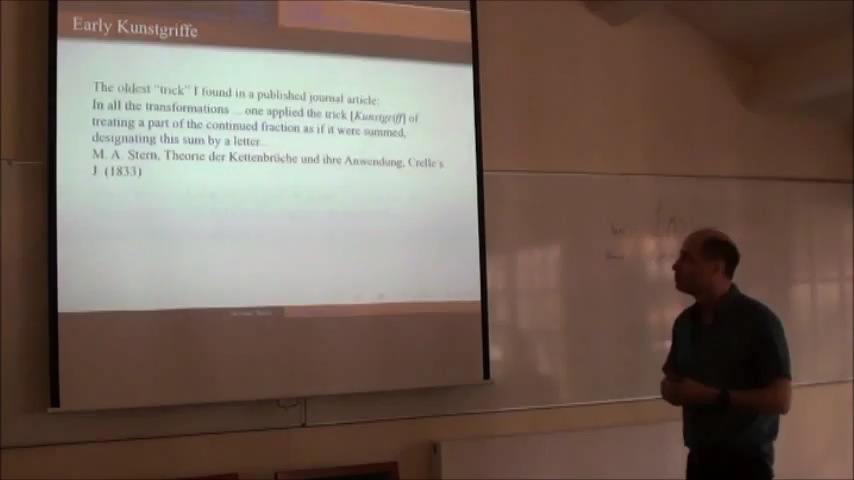 Early Kunstgriffe
The oldest "trick" I found in a published journal article:
In all the transformations ... one applied the trick [Kunstgriff] of
treating a part of the continued fraction as if it were summed,
designating this sum by a letter...
M. A. Stern, Theorie der Kettenbrüche und ihre Anwendung, Crelle's
J. (1833)